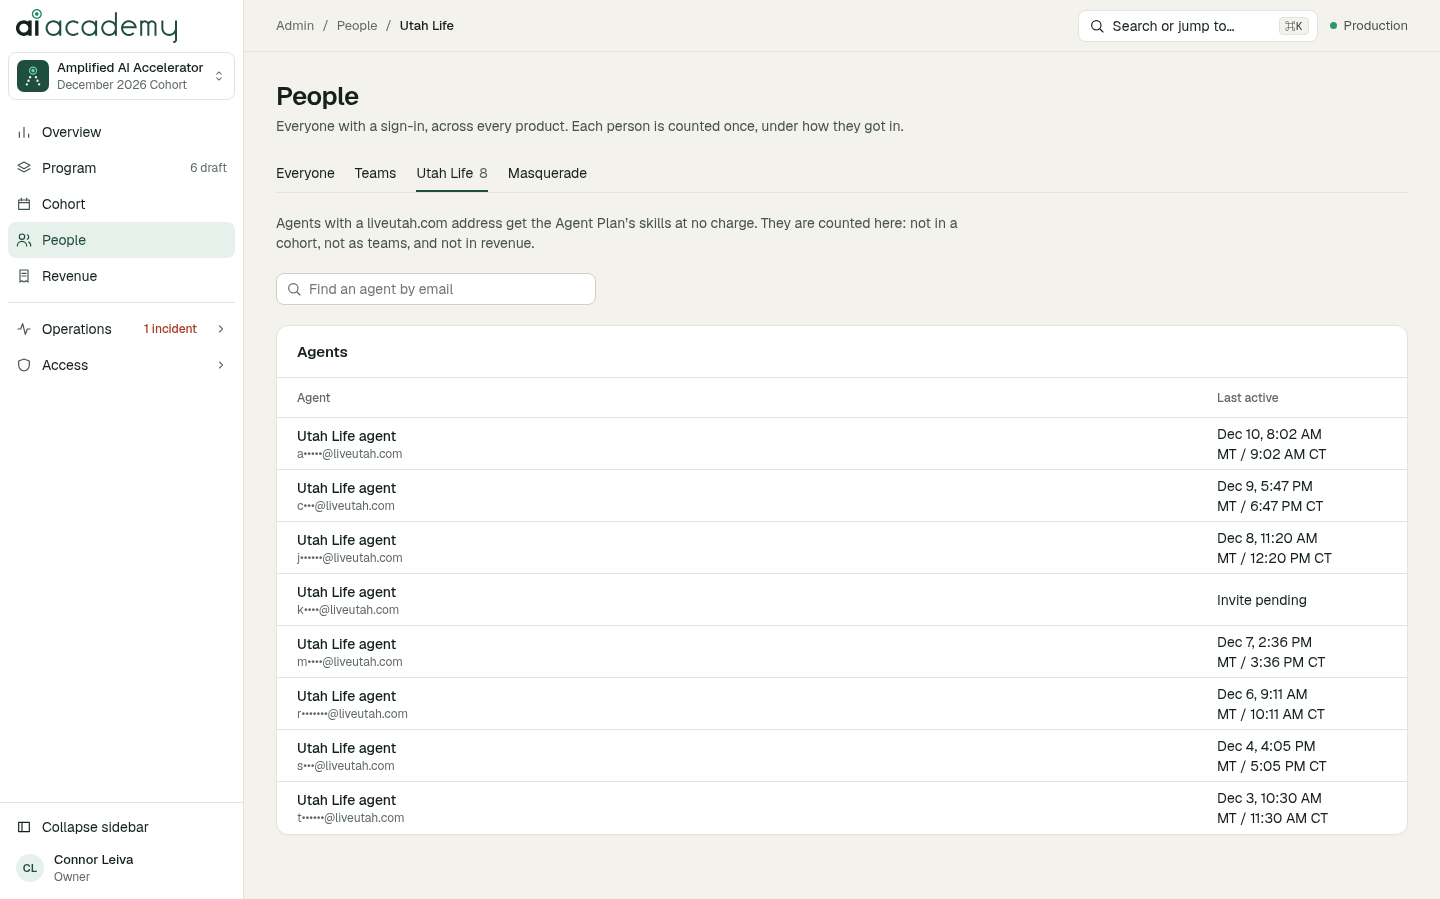 ai academy
Admin / People / Utah Life
Search or jump to…
⌘K
Production
Amplified AI Accelerator
December 2026 Cohort
Overview
Program
6 draft
Cohort
People
Revenue
Operations
1 incident
Access
Collapse sidebar
CL
Connor Leiva
Owner
People
Everyone with a sign-in, across every product. Each person is counted once, under how they got in.
Everyone
Teams
Utah Life 8
Masquerade
Agents with a liveutah.com address get the Agent Plan’s skills at no charge. They are counted here: not in a
cohort, not as teams, and not in revenue.
Find an agent by email
Agents
Agent
Last active
Utah Life agent
a•••••@liveutah.com
Dec 10, 8:02 AM
MT / 9:02 AM CT
Utah Life agent
c•••@liveutah.com
Dec 9, 5:47 PM
MT / 6:47 PM CT
Utah Life agent
j••••••@liveutah.com
Dec 8, 11:20 AM
MT / 12:20 PM CT
Utah Life agent
k••••@liveutah.com
Invite pending
Utah Life agent
m••••@liveutah.com
Dec 7, 2:36 PM
MT / 3:36 PM CT
Utah Life agent
r•••••••@liveutah.com
Dec 6, 9:11 AM
MT / 10:11 AM CT
Utah Life agent
s•••@liveutah.com
Dec 4, 4:05 PM
MT / 5:05 PM CT
Utah Life agent
t••••••@liveutah.com
Dec 3, 10:30 AM
MT / 11:30 AM CT